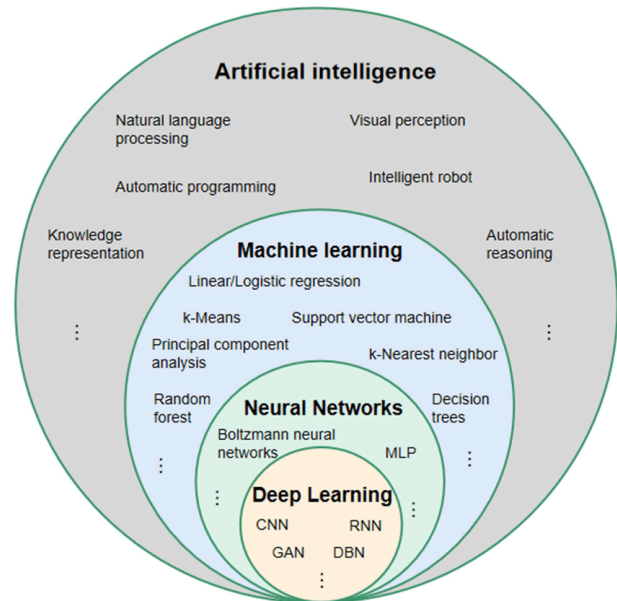 Artificial intelligence
Natural language
processing
Visual perception
Automatic programming
Intelligent robot
Knowledge
representation
Automatic
reasoning
⋮
⋮
Machine learning
Linear/Logistic regression
k-Means
Support vector machine
Principal component
analysis
k-Nearest neighbor
Random
forest
Decision
trees
⋮
⋮
Neural Networks
Boltzmann neural
networks
MLP
⋮
⋮
Deep Learning
CNN
RNN
GAN
DBN
⋮